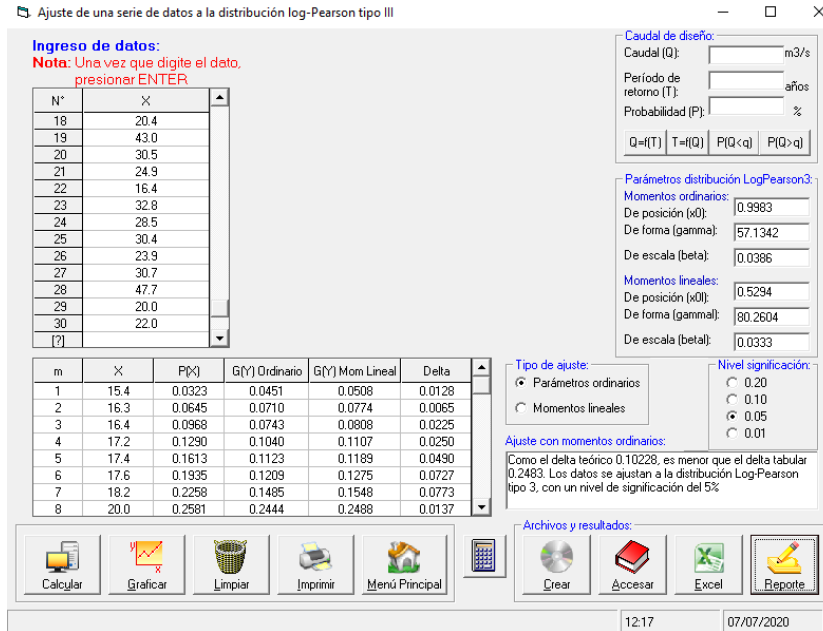 Ajuste de una serie de datos a la distribución log-Pearson tipo III
Ingreso de datos:
Nota: Una vez que digite el dato,
presionar ENTER
N° X
18 20.4
19 43.0
20 30.5
21 24.9
22 16.4
23 32.8
24 28.5
25 30.4
26 23.9
27 30.7
28 47.7
29 20.0
30 22.0
[?]
Caudal de diseño:
Caudal (Q): m3/s
Período de
retorno (T): años
Probabilidad (P): %
Q=f(T) T=f(Q) P(Q<q) P(Q>q)
Parámetros distribución LogPearson3:
Momentos ordinarios:
De posición (x0): 0.9983
De forma (gamma): 57.1342
De escala (beta): 0.0386
Momentos lineales:
De posición (x0l): 0.5294
De forma (gammal): 80.2604
De escala (betal): 0.0333
m X P(X) G(Y) Ordinario G(Y) Mom Lineal Delta
1 15.4 0.0323 0.0451 0.0508 0.0128
2 16.3 0.0645 0.0710 0.0774 0.0065
3 16.4 0.0968 0.0743 0.0808 0.0225
4 17.2 0.1290 0.1040 0.1107 0.0250
5 17.4 0.1613 0.1123 0.1189 0.0490
6 17.6 0.1935 0.1209 0.1275 0.0727
7 18.2 0.2258 0.1485 0.1548 0.0773
8 20.0 0.2581 0.2444 0.2488 0.0137
Tipo de ajuste:
Parámetros ordinarios
Momentos lineales
Nivel significación:
0.20
0.10
0.05
0.01
Ajuste con momentos ordinarios:
Como el delta teórico 0.10228, es menor que el delta tabular
0.2483. Los datos se ajustan a la distribución Log-Pearson
tipo 3, con un nivel de significación del 5%
Calcular Graficar Limpiar Imprimir Menú Principal
Archivos y resultados:
Crear Accesar Excel Reporte
12:17 07/07/2020